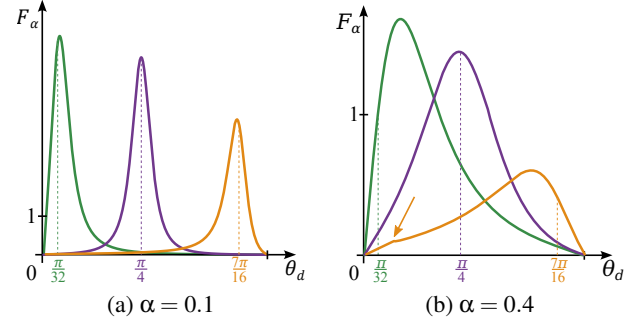 F_α
1
0
π/32
π/4
7π/16
θ_d
(a) α = 0.1
F_α
1
0
π/32
π/4
7π/16
θ_d
(b) α = 0.4